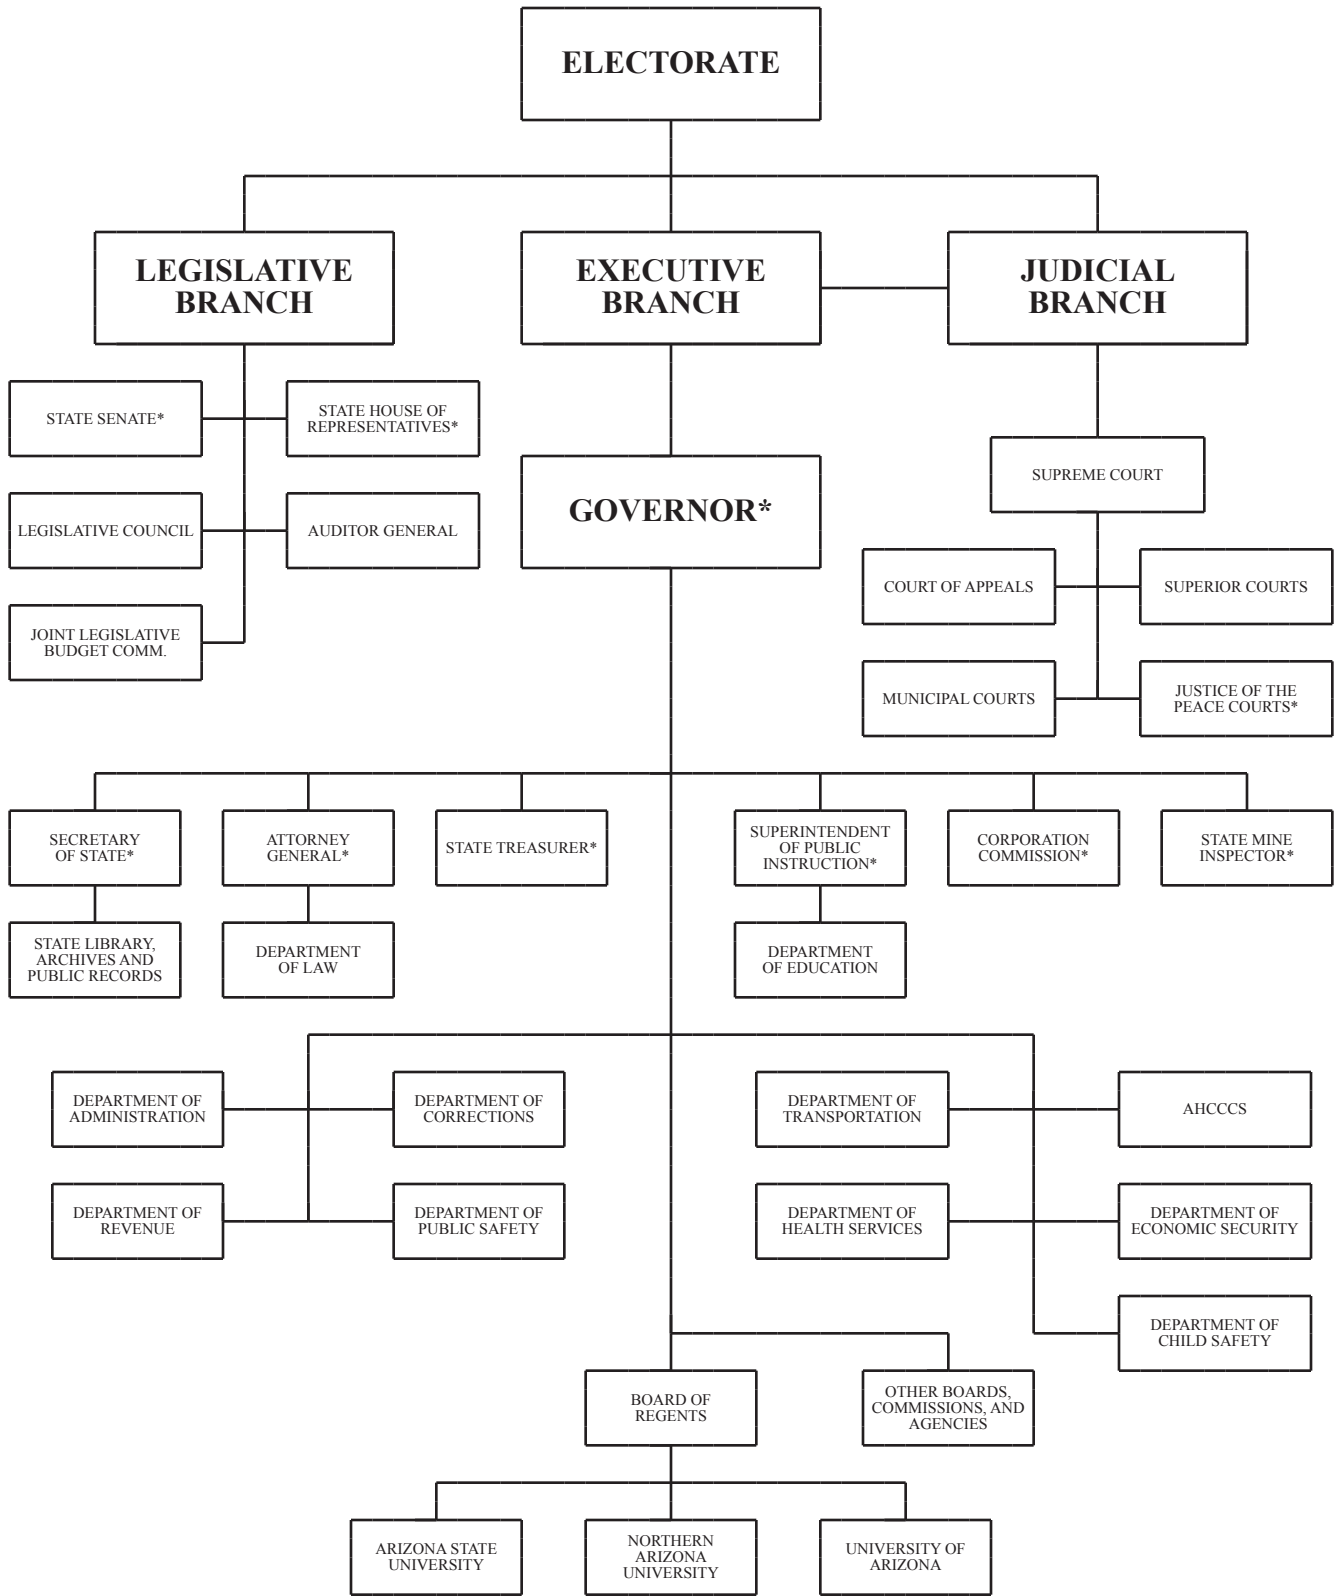 ELECTORATE
LEGISLATIVE
BRANCH
EXECUTIVE
BRANCH
JUDICIAL
BRANCH
STATE SENATE*
STATE HOUSE OF
REPRESENTATIVES*
LEGISLATIVE COUNCIL
AUDITOR GENERAL
JOINT LEGISLATIVE
BUDGET COMM.
GOVERNOR*
SUPREME COURT
COURT OF APPEALS
SUPERIOR COURTS
MUNICIPAL COURTS
JUSTICE OF THE
PEACE COURTS*
SECRETARY
OF STATE*
ATTORNEY
GENERAL*
STATE TREASURER*
SUPERINTENDENT
OF PUBLIC
INSTRUCTION*
CORPORATION
COMMISSION*
STATE MINE
INSPECTOR*
STATE LIBRARY,
ARCHIVES AND
PUBLIC RECORDS
DEPARTMENT
OF LAW
DEPARTMENT
OF EDUCATION
DEPARTMENT OF
ADMINISTRATION
DEPARTMENT OF
CORRECTIONS
DEPARTMENT OF
TRANSPORTATION
AHCCCS
DEPARTMENT OF
REVENUE
DEPARTMENT OF
PUBLIC SAFETY
DEPARTMENT OF
HEALTH SERVICES
DEPARTMENT OF
ECONOMIC SECURITY
DEPARTMENT OF
CHILD SAFETY
BOARD OF
REGENTS
OTHER BOARDS,
COMMISSIONS, AND
AGENCIES
ARIZONA STATE
UNIVERSITY
NORTHERN
ARIZONA
UNIVERSITY
UNIVERSITY OF
ARIZONA